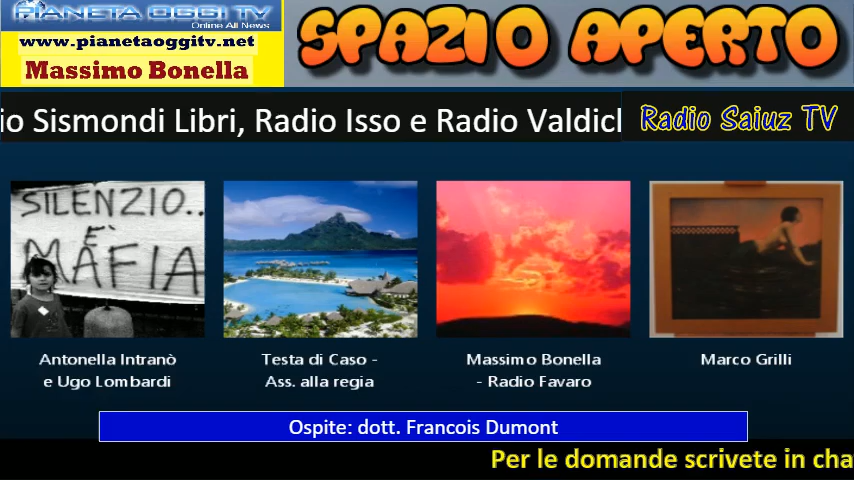 PIANETA OGGI TV
Online All News
www.pianetaoggitv.net
Massimo Bonella
SPAZIO APERTO
io Sismondi Libri, Radio Isso e Radio Valdicl
Radio Saiuz TV
SILENZIO..
E'
MAFIA
Antonella Intranò
e Ugo Lombardi
Testa di Caso -
Ass. alla regia
Massimo Bonella
- Radio Favaro
Marco Grilli
Ospite: dott. Francois Dumont
Per le domande scrivete in cha